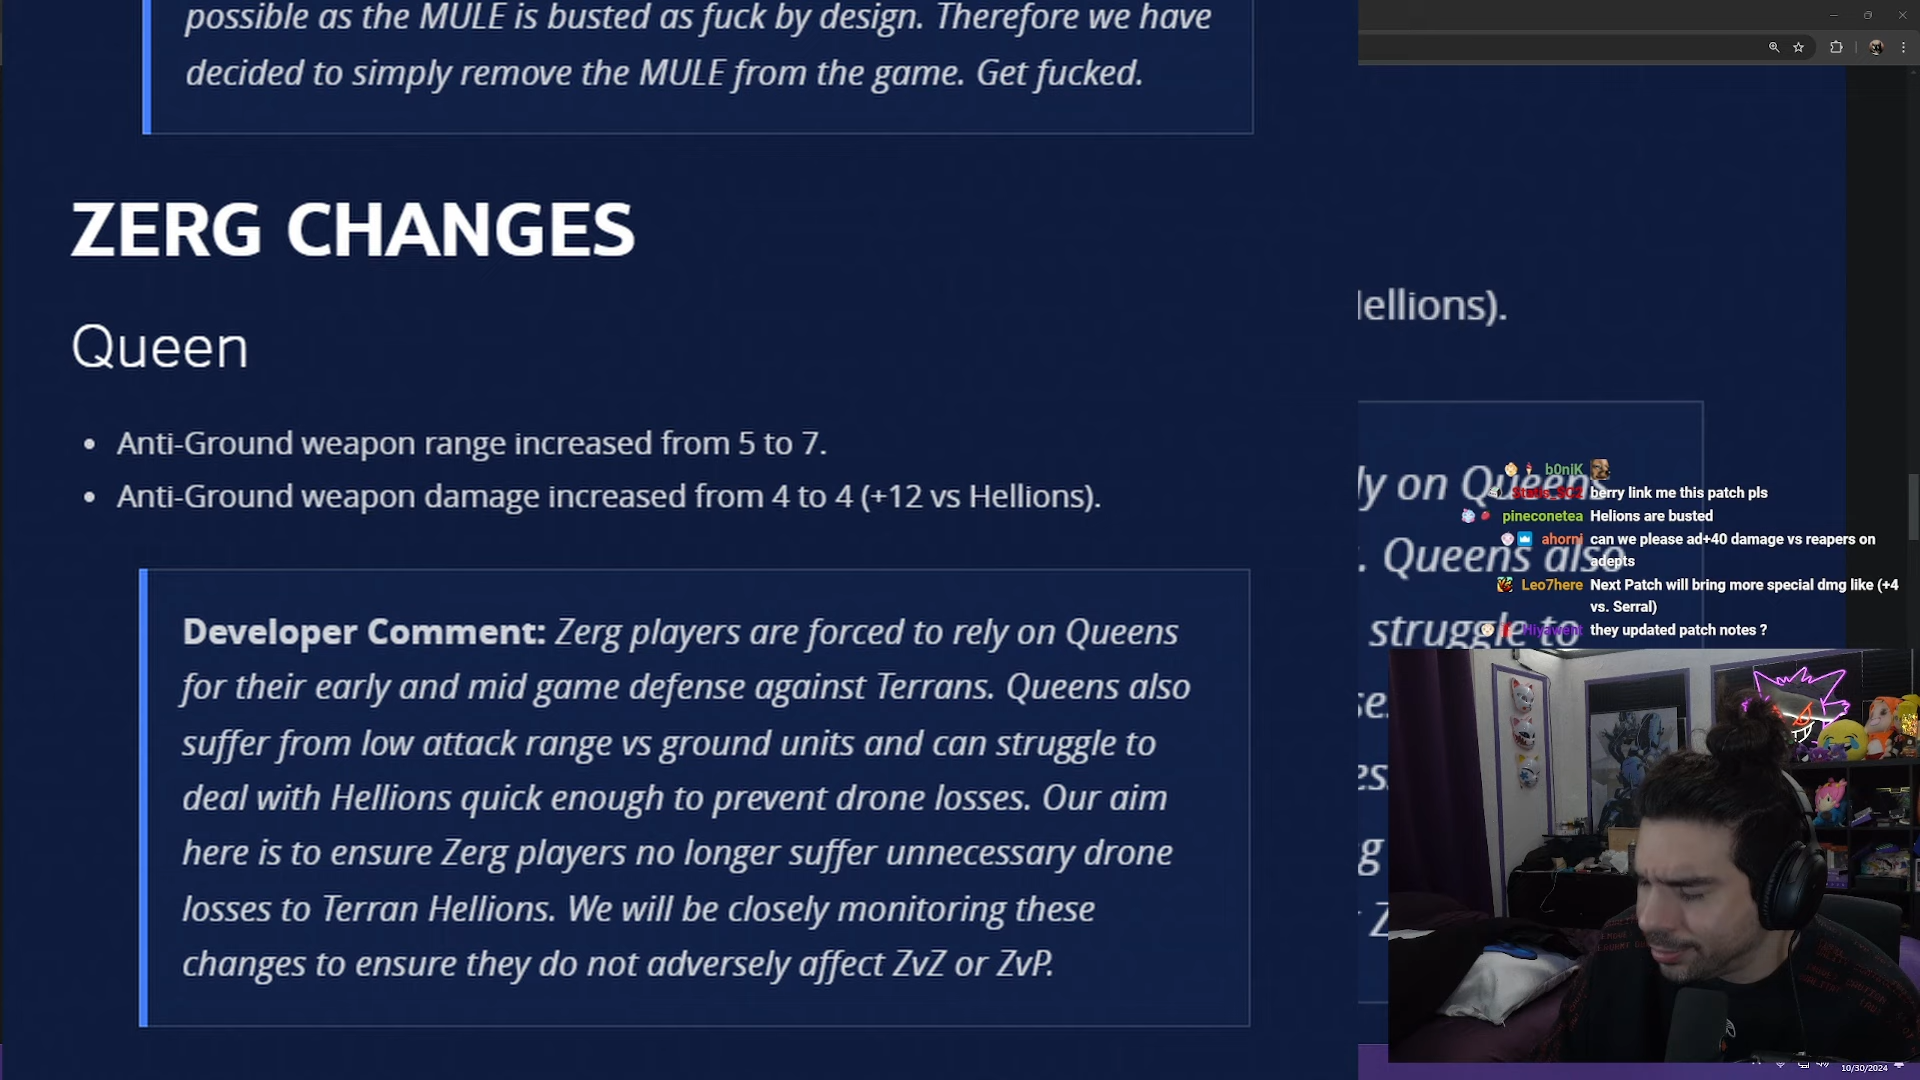 possible as the MULE is busted as fuck by design. Therefore we have
decided to simply remove the MULE from the game. Get fucked.
ZERG CHANGES
Queen
• Anti-Ground weapon range increased from 5 to 7.
• Anti-Ground weapon damage increased from 4 to 4 (+12 vs Hellions).
Developer Comment: Zerg players are forced to rely on Queens
for their early and mid game defense against Terrans. Queens also
suffer from low attack range vs ground units and can struggle to
deal with Hellions quick enough to prevent drone losses. Our aim
here is to ensure Zerg players no longer suffer unnecessary drone
losses to Terran Hellions. We will be closely monitoring these
changes to ensure they do not adversely affect ZvZ or ZvP.
ellions).
ly on Queens
. Queens also
struggle to
b0njK
berry link me this patch pls
pineconetea Helions are busted
ahorni can we please ad+40 damage vs reapers on
adepts
Leo7here Next Patch will bring more special dmg like (+4
vs. Serral)
they updated patch notes ?
10/30/2024